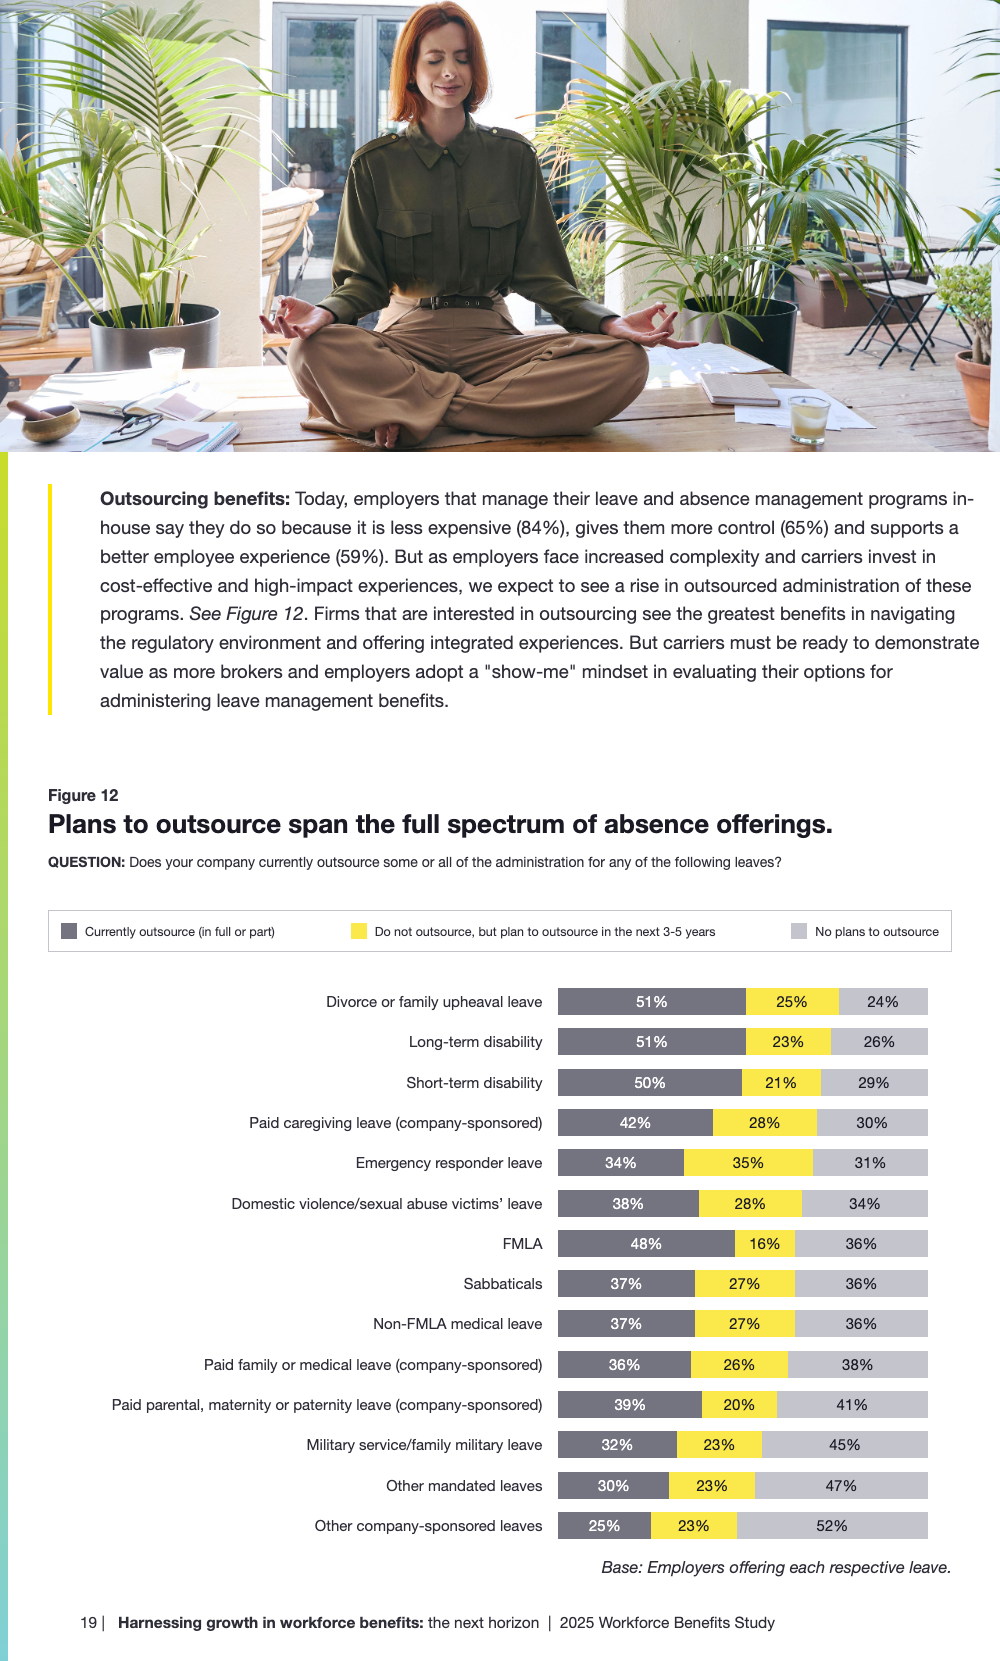 Outsourcing benefits: Today, employers that manage their leave and absence management programs in-
house say they do so because it is less expensive (84%), gives them more control (65%) and supports a
better employee experience (59%). But as employers face increased complexity and carriers invest in
cost-effective and high-impact experiences, we expect to see a rise in outsourced administration of these
programs. See Figure 12. Firms that are interested in outsourcing see the greatest benefits in navigating
the regulatory environment and offering integrated experiences. But carriers must be ready to demonstrate
value as more brokers and employers adopt a "show-me" mindset in evaluating their options for
administering leave management benefits.
Figure 12
Plans to outsource span the full spectrum of absence offerings.
QUESTION: Does your company currently outsource some or all of the administration for any of the following leaves?
Currently outsource (in full or part) Do not outsource, but plan to outsource in the next 3-5 years No plans to outsource
Divorce or family upheaval leave 51% 25% 24%
Long-term disability 51% 23% 26%
Short-term disability 50% 21% 29%
Paid caregiving leave (company-sponsored) 42% 28% 30%
Emergency responder leave 34% 35% 31%
Domestic violence/sexual abuse victims’ leave 38% 28% 34%
FMLA 48% 16% 36%
Sabbaticals 37% 27% 36%
Non-FMLA medical leave 37% 27% 36%
Paid family or medical leave (company-sponsored) 36% 26% 38%
Paid parental, maternity or paternity leave (company-sponsored) 39% 20% 41%
Military service/family military leave 32% 23% 45%
Other mandated leaves 30% 23% 47%
Other company-sponsored leaves 25% 23% 52%
Base: Employers offering each respective leave.
19 | Harnessing growth in workforce benefits: the next horizon | 2025 Workforce Benefits Study